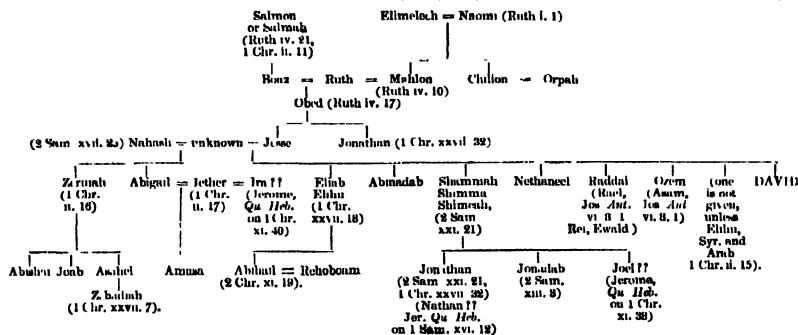 Salmon Elimelech = Naomi (Ruth i. 1)
or Salmah
(Ruth iv. 21,
1 Chr. ii. 11)
Boaz = Ruth = Mahlon Chilion = Orpah
(Ruth iv. 10)
Obed (Ruth iv. 17)
(2 Sam xvii. 25) Nahash = unknown = Jesse Jonathan (1 Chr. xxvii 32)
Zeruiah Abigail = Jether = Ira ?? Eliab Abinadab Shammah Nethaneel Raddai Ozem (one DAVID
(1 Chr. (1 Chr. (Jerome, Elihu Shimma (Rael, (Asam, is not
ii. 16) ii. 17) Qu Heb. (1 Chr. Shimeah, Jos Ant. Jos Ant given,
on 1 Chr. xxvii. 18) (2 Sam vi. 8. 1 vi. 8, 1) unless
xi. 40) xxi. 21) Rei, Ewald) Elihu,
Syr. and
Arab
1 Chr. ii. 15).
Abishai Joab Asahel Amasa Abihail = Rehoboam Jonathan Jonadab Joel ??
(2 Chr. xi. 19). (2 Sam. xxi. 21, (2 Sam. (Jerome,
Zebadiah 1 Chr. xxvii 32) xiii. 3) Qu Heb.
(1 Chr. xxvii. 7). (Nathan ?? on 1 Chr.
Jer. Qu Heb. xi. 38)
on 1 Sam. xvi. 12)